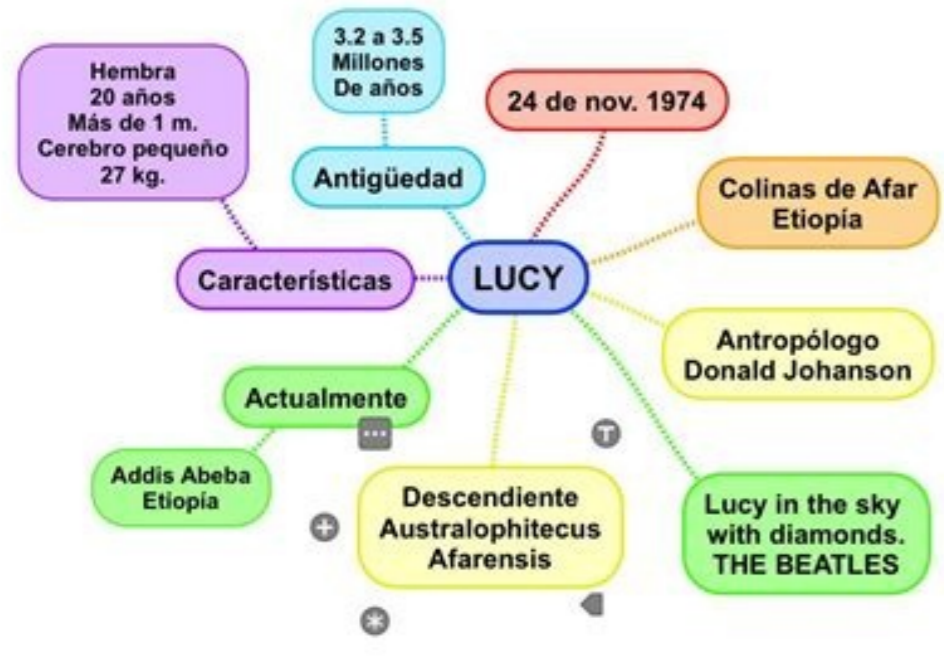 LUCY
24 de nov. 1974
Colinas de Afar
Etiopía
Antropólogo
Donald Johanson
Lucy in the sky
with diamonds.
THE BEATLES
Descendiente
Australophitecus
Afarensis
Actualmente
Addis Abeba
Etiopía
Características
Hembra
20 años
Más de 1 m.
Cerebro pequeño
27 kg.
Antigüedad
3.2 a 3.5
Millones
De años